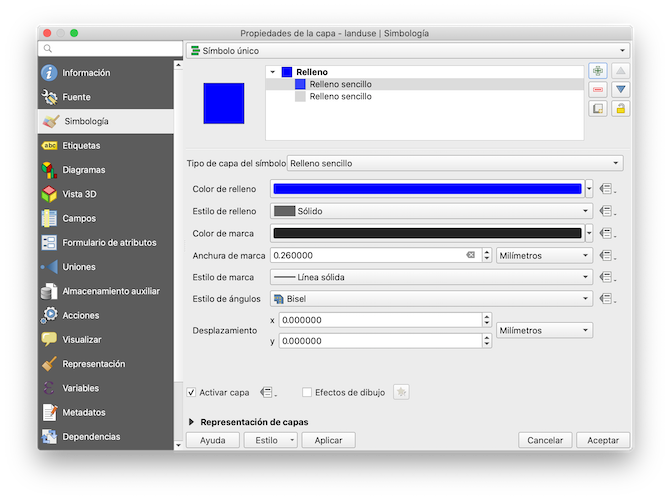 Propiedades de la capa - landuse | Simbología
Información
Fuente
Simbología
abc Etiquetas
Diagramas
Vista 3D
Campos
Formulario de atributos
Uniones
Almacenamiento auxiliar
Acciones
Visualizar
Representación
Variables
Metadatos
Dependencias
Símbolo único
Relleno
Relleno sencillo
Relleno sencillo
Tipo de capa del símbolo Relleno sencillo
Color de relleno
Estilo de relleno Sólido
Color de marca
Anchura de marca 0.260000 Milímetros
Estilo de marca Línea sólida
Estilo de ángulos Bisel
Desplazamiento
x 0.000000
y 0.000000
Milímetros
Activar capa Efectos de dibujo
Representación de capas
Ayuda Estilo Aplicar Cancelar Aceptar